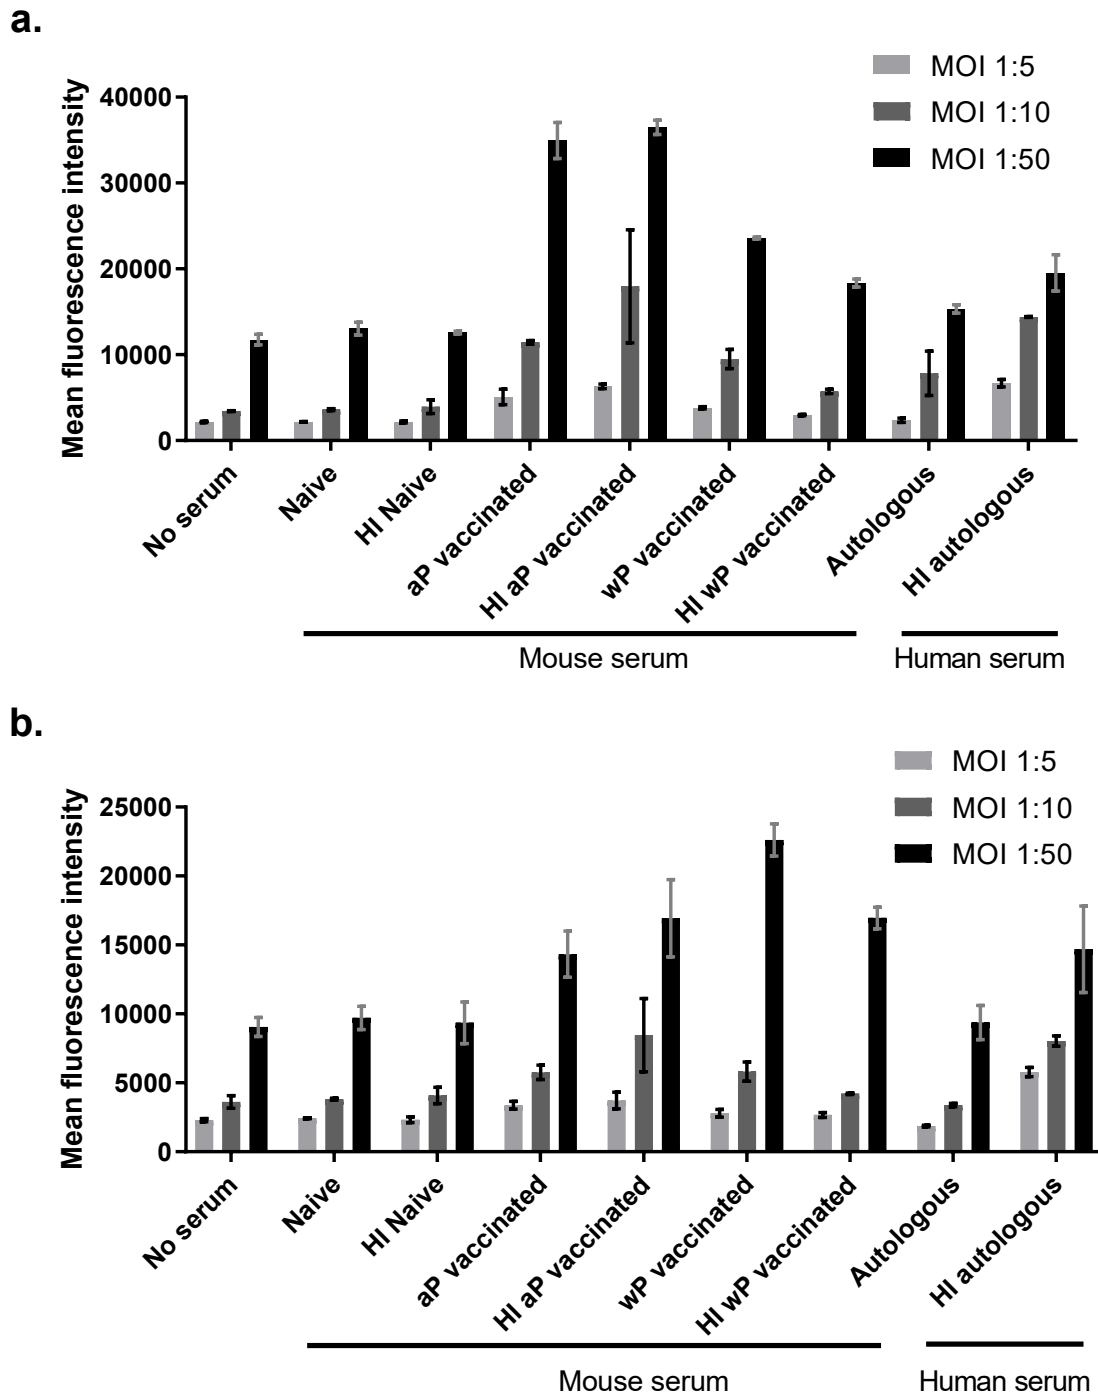 a.
MOI 1:5
MOI 1:10
MOI 1:50
Mean fluorescence intensity
40000
30000
20000
10000
0
No serum
Naive
HI Naive
aP vaccinated
HI aP vaccinated
wP vaccinated
HI wP vaccinated
Autologous
HI autologous
Mouse serum
Human serum
b.
MOI 1:5
MOI 1:10
MOI 1:50
Mean fluorescence intensity
25000
20000
15000
10000
5000
0
No serum
Naive
HI Naive
aP vaccinated
HI aP vaccinated
wP vaccinated
HI wP vaccinated
Autologous
HI autologous
Mouse serum
Human serum